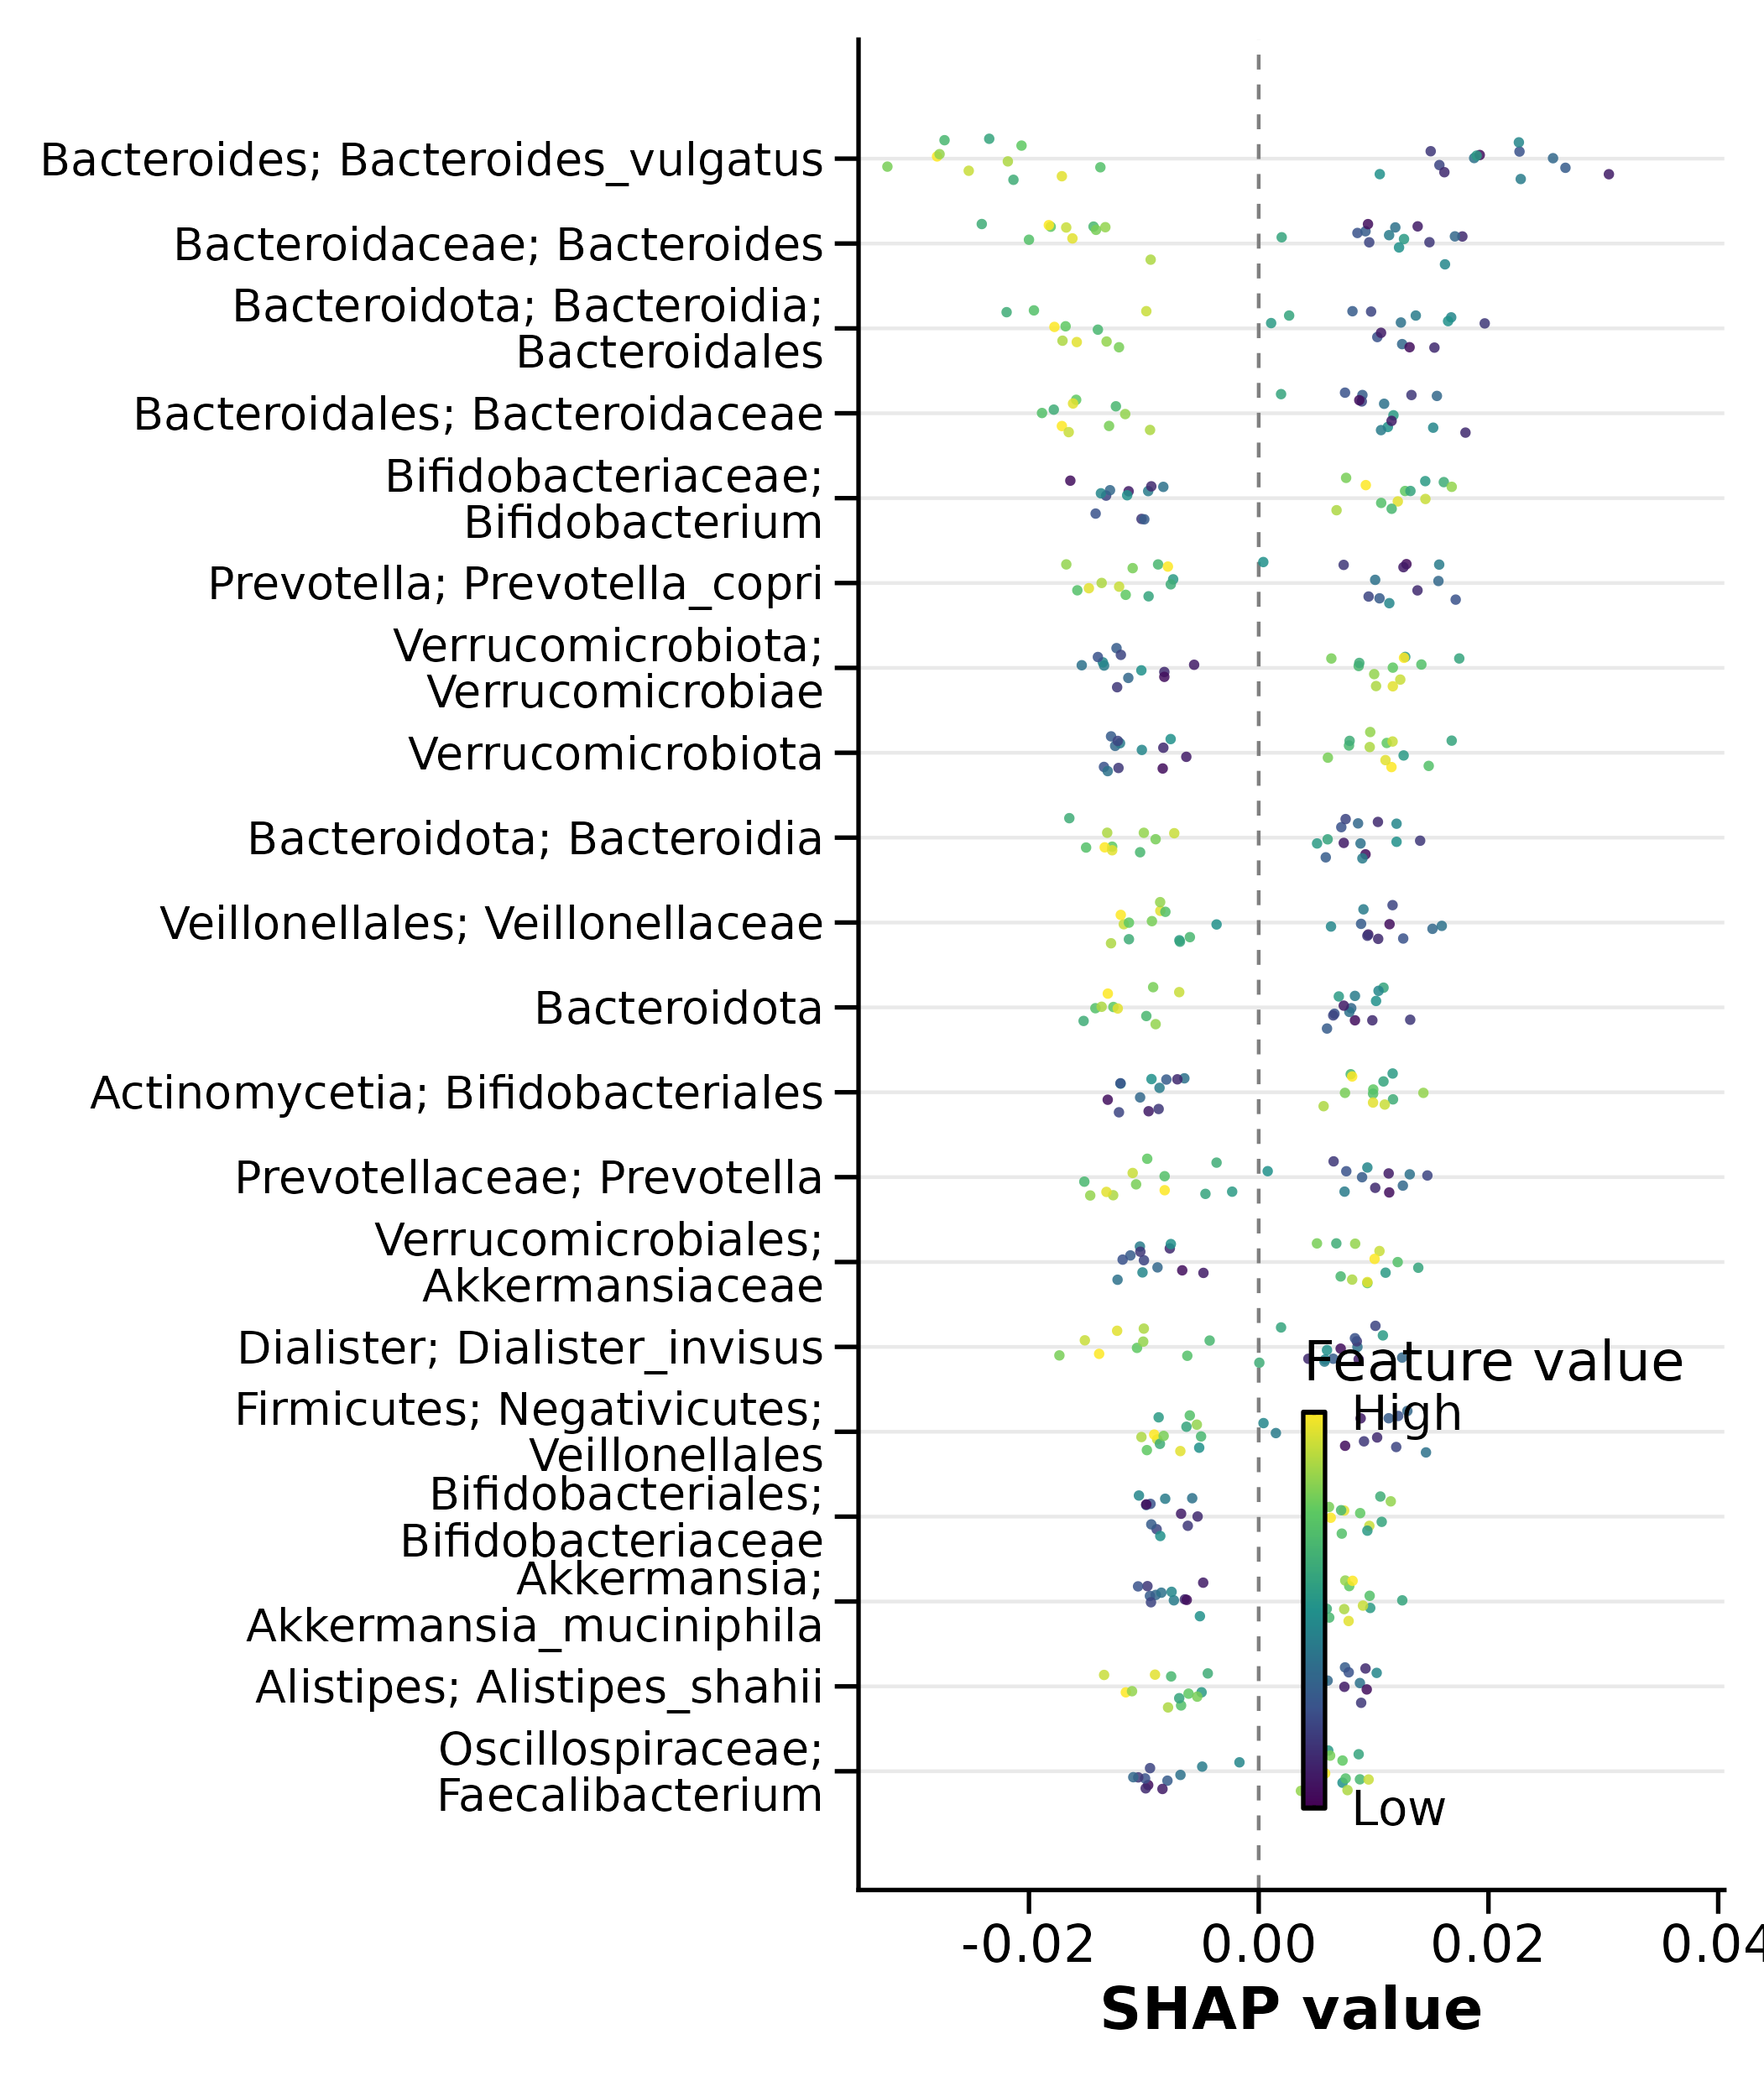 Bacteroides; Bacteroides_vulgatus
Bacteroidaceae; Bacteroides
Bacteroidota; Bacteroidia;
Bacteroidales
Bacteroidales; Bacteroidaceae
Bifidobacteriaceae;
Bifidobacterium
Prevotella; Prevotella_copri
Verrucomicrobiota;
Verrucomicrobiae
Verrucomicrobiota
Bacteroidota; Bacteroidia
Veillonellales; Veillonellaceae
Bacteroidota
Actinomycetia; Bifidobacteriales
Prevotellaceae; Prevotella
Verrucomicrobiales;
Akkermansiaceae
Dialister; Dialister_invisus
Firmicutes; Negativicutes;
Veillonellales
Bifidobacteriales;
Bifidobacteriaceae
Akkermansia;
Akkermansia_muciniphila
Alistipes; Alistipes_shahii
Oscillospiraceae;
Faecalibacterium
Feature value
High
Low
-0.02 0.00 0.02 0.04
SHAP value